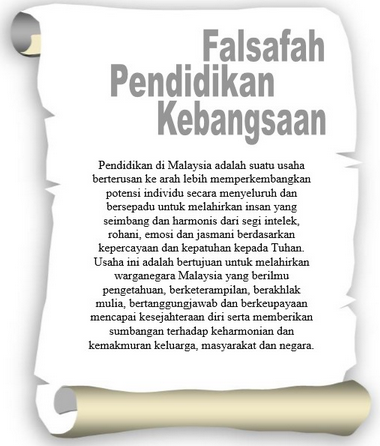 Falsafah
Pendidikan
Kebangsaan
Pendidikan di Malaysia adalah suatu usaha
berterusan ke arah lebih memperkembangkan
potensi individu secara menyeluruh dan
bersepadu untuk melahirkan insan yang
seimbang dan harmonis dari segi intelek,
rohani, emosi dan jasmani berdasarkan
kepercayaan dan kepatuhan kepada Tuhan.
Usaha ini adalah bertujuan untuk melahirkan
warganegara Malaysia yang berilmu
pengetahuan, berketerampilan, berakhlak
mulia, bertanggungjawab dan berkeupayaan
mencapai kesejahteraan diri serta memberikan
sumbangan terhadap keharmonian dan
kemakmuran keluarga, masyarakat dan negara.